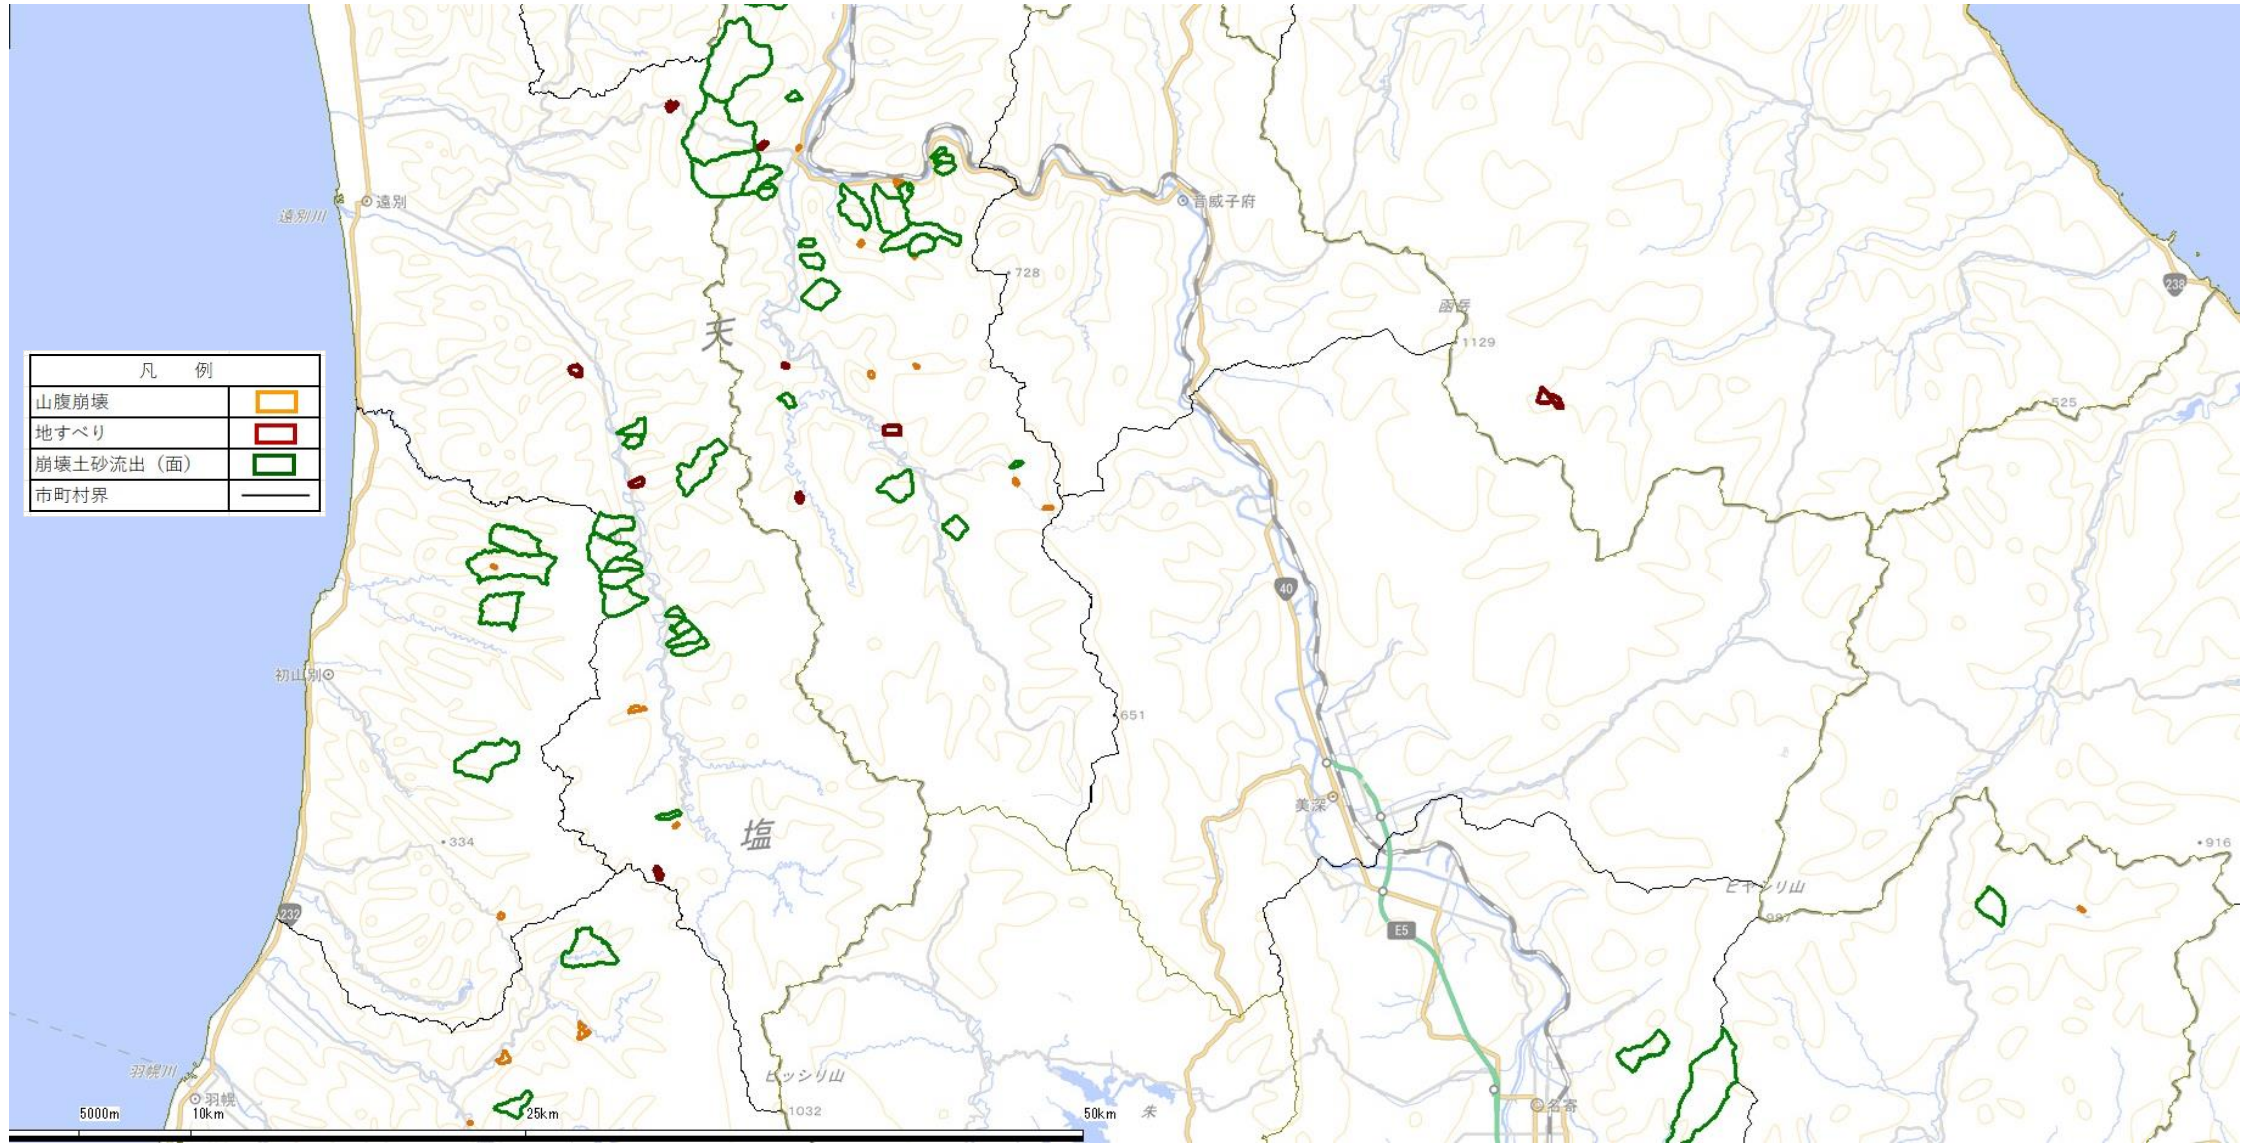 遠別
遠別川
音威子府
728
函岳
1129
238
天
凡 例
山腹崩壊
地すべり
崩壊土砂流出（面）
市町村界
525
40
初山別
651
美深
塩
334
916
ピヤシリ山
987
232
E5
羽幌川
羽幌
ピッシリ山
1032
朱
名寄
5000m
10km
25km
50km